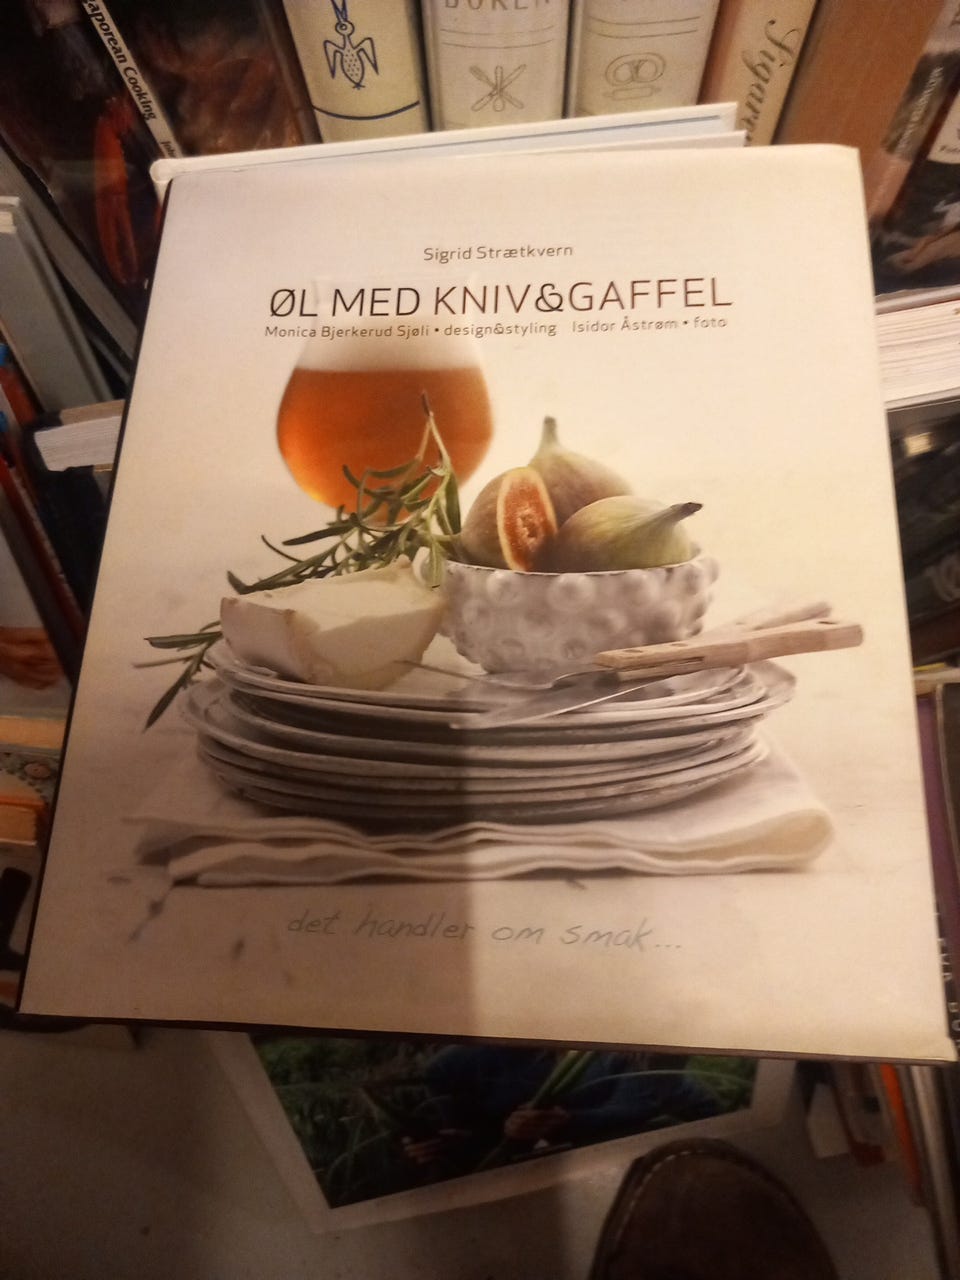 Sigrid Strætkvern
ØL MED KNIV&GAFFEL
Monica Bjerkerud Sjøli • design&styling Isidor Åstrøm • foto
det handler om smak...
Cooking